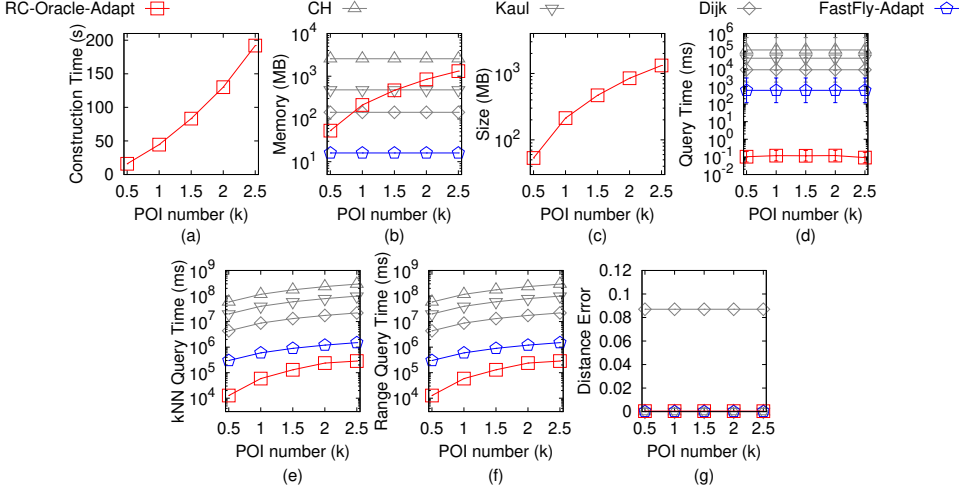 RC-Oracle-Adapt CH Kaul Dijk FastFly-Adapt
Construction Time (s)
200
150
100
50
0
0.5 1 1.5 2 2.5
POI number (k)
(a)
Memory (MB)
10^4
10^3
10^2
10^1
0.5 1 1.5 2 2.5
POI number (k)
(b)
Size (MB)
10^3
10^2
0.5 1 1.5 2 2.5
POI number (k)
(c)
Query Time (ms)
10^6
10^5
10^4
10^3
10^2
10^1
10^0
10^-1
10^-2
0.5 1 1.5 2 2.5
POI number (k)
(d)
kNN Query Time (ms)
10^9
10^8
10^7
10^6
10^5
10^4
0.5 1 1.5 2 2.5
POI number (k)
(e)
Range Query Time (ms)
10^9
10^8
10^7
10^6
10^5
10^4
0.5 1 1.5 2 2.5
POI number (k)
(f)
Distance Error
0.12
0.1
0.08
0.06
0.04
0.02
0
0.5 1 1.5 2 2.5
POI number (k)
(g)